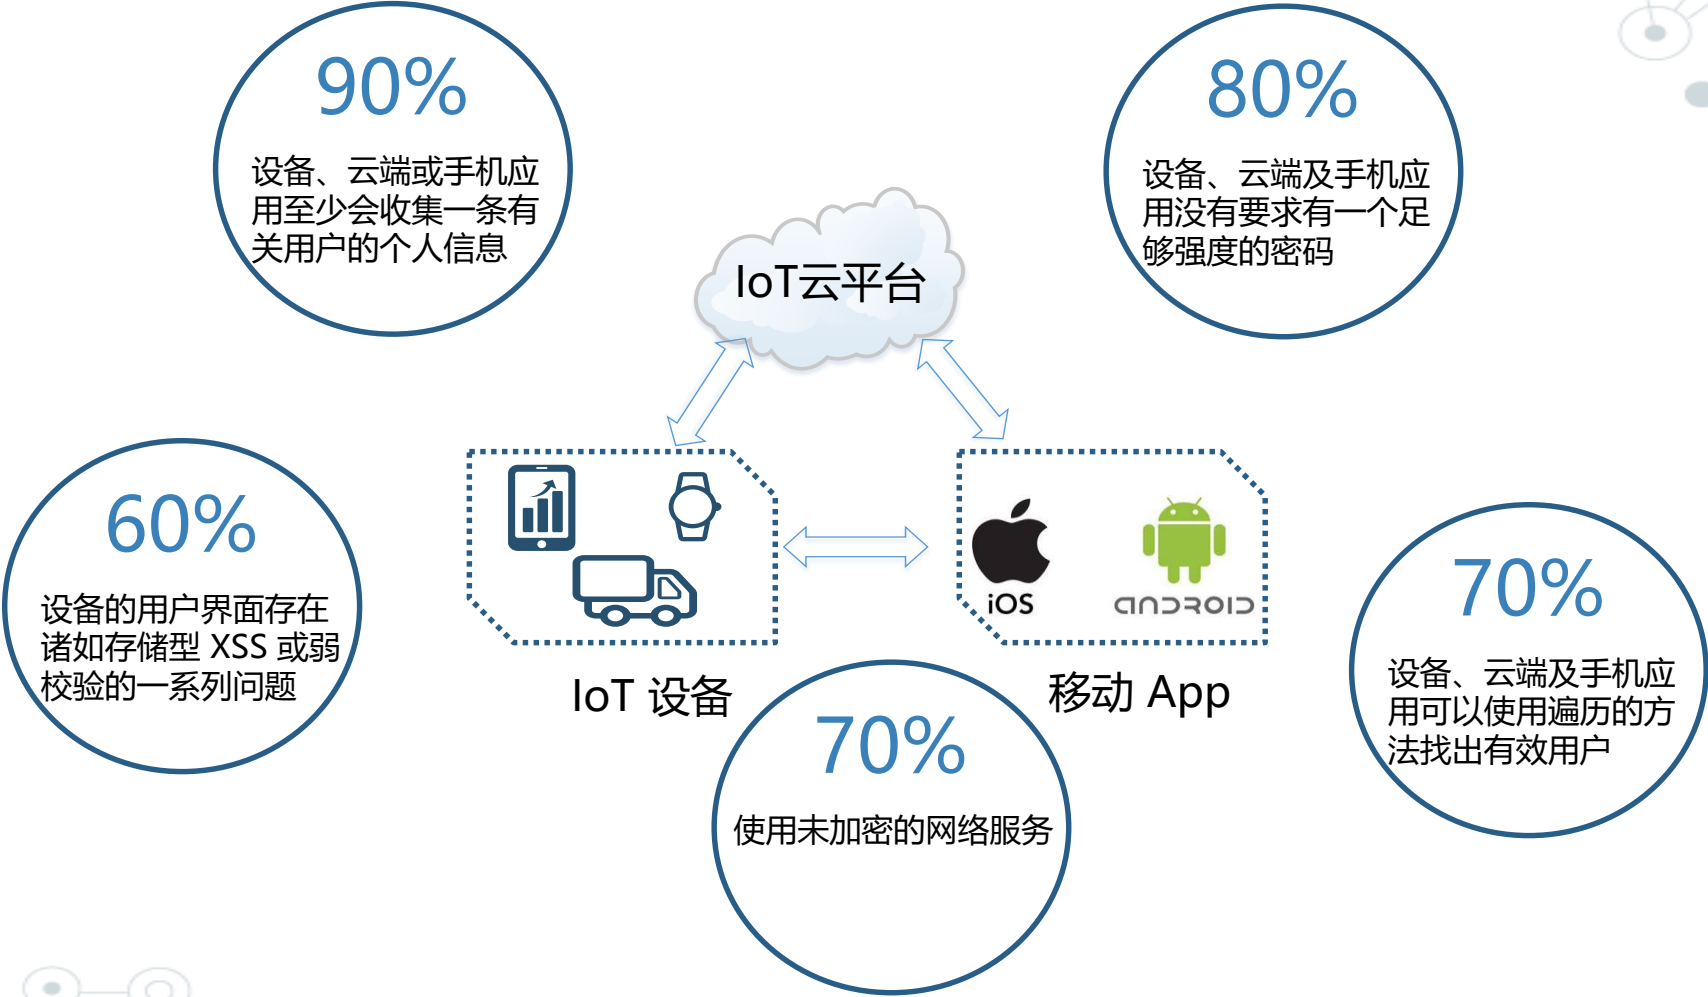 90%
设备、云端或手机应
用至少会收集一条有
关用户的个人信息
80%
设备、云端及手机应
用没有要求有一个足
够强度的密码
IoT云平台
60%
设备的用户界面存在
诸如存储型 XSS 或弱
校验的一系列问题
iOS
ANDROID
IoT 设备
移动 App
70%
设备、云端及手机应
用可以使用遍历的方
法找出有效用户
70%
使用未加密的网络服务